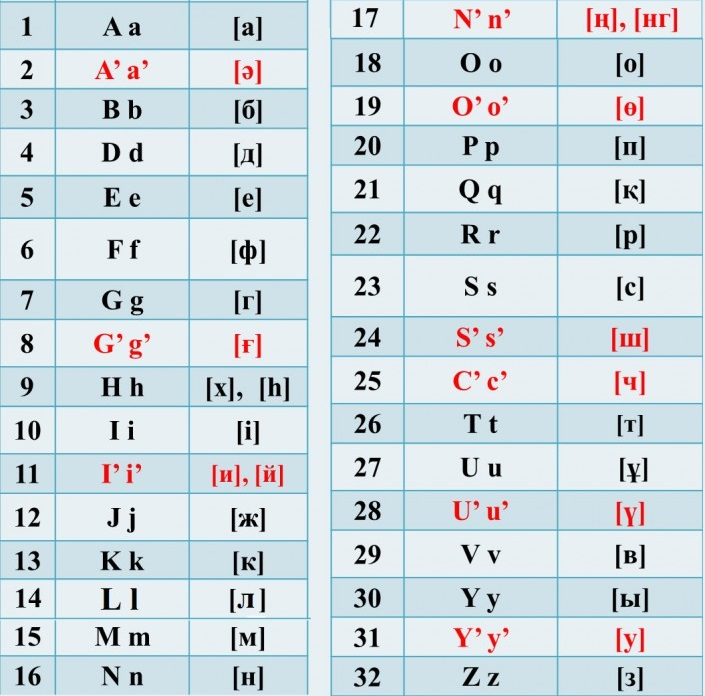 1 A a [а]
2 A’ a’ [ә]
3 B b [б]
4 D d [д]
5 E e [е]
6 F f [ф]
7 G g [г]
8 G’ g’ [ғ]
9 H h [х], [һ]
10 I i [і]
11 I’ i’ [и], [й]
12 J j [ж]
13 K k [к]
14 L l [л]
15 M m [м]
16 N n [н]
17 N’ n’ [ң], [нг]
18 O o [о]
19 O’ o’ [ө]
20 P p [п]
21 Q q [қ]
22 R r [р]
23 S s [с]
24 S’ s’ [ш]
25 C’ c’ [ч]
26 T t [т]
27 U u [ұ]
28 U’ u’ [ү]
29 V v [в]
30 Y y [ы]
31 Y’ y’ [у]
32 Z z [з]